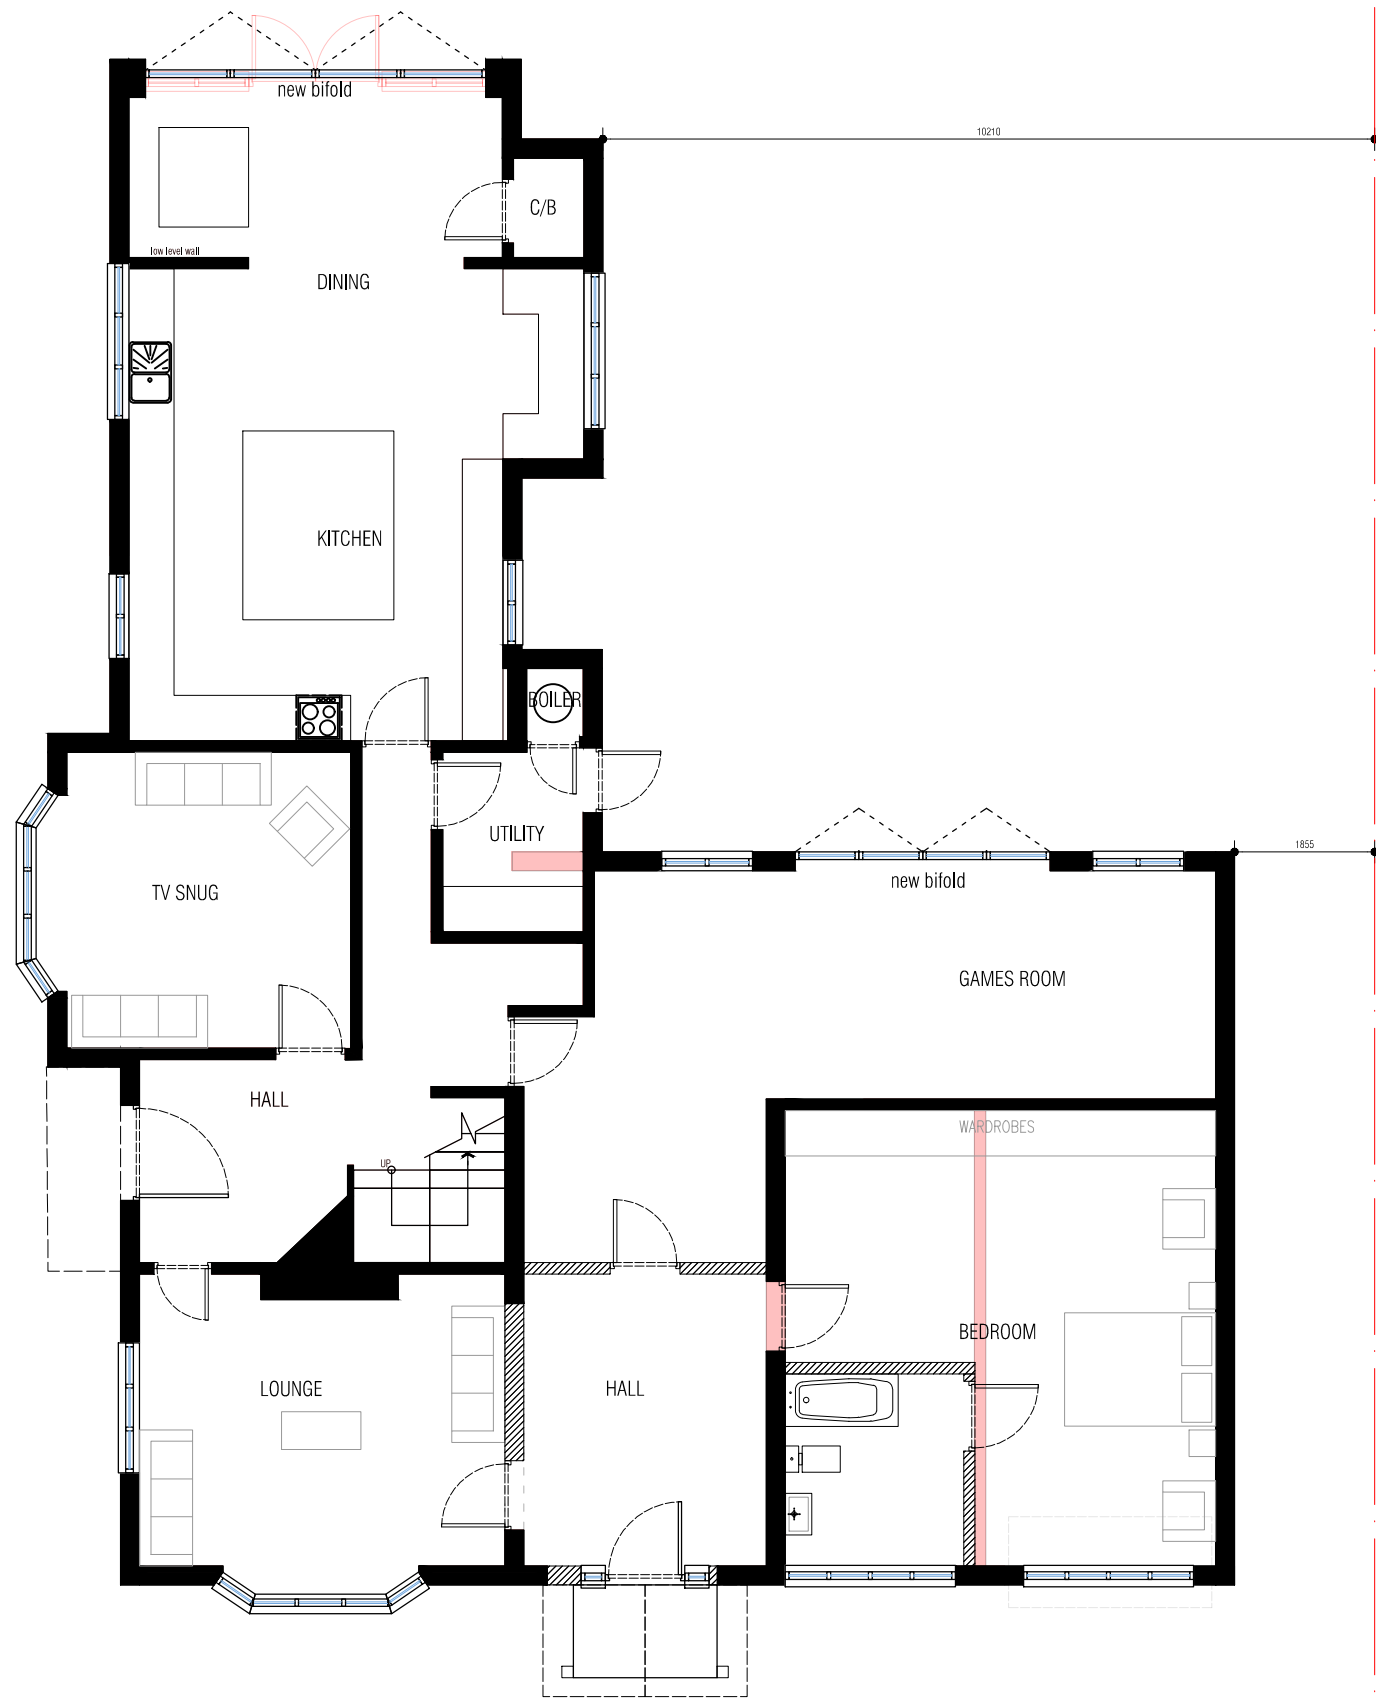 new bifold
10210
C/B
low level wall
DINING
KITCHEN
BOILER
UTILITY
1855
new bifold
TV SNUG
GAMES ROOM
HALL
WARDROBES
UP
BEDROOM
LOUNGE
HALL